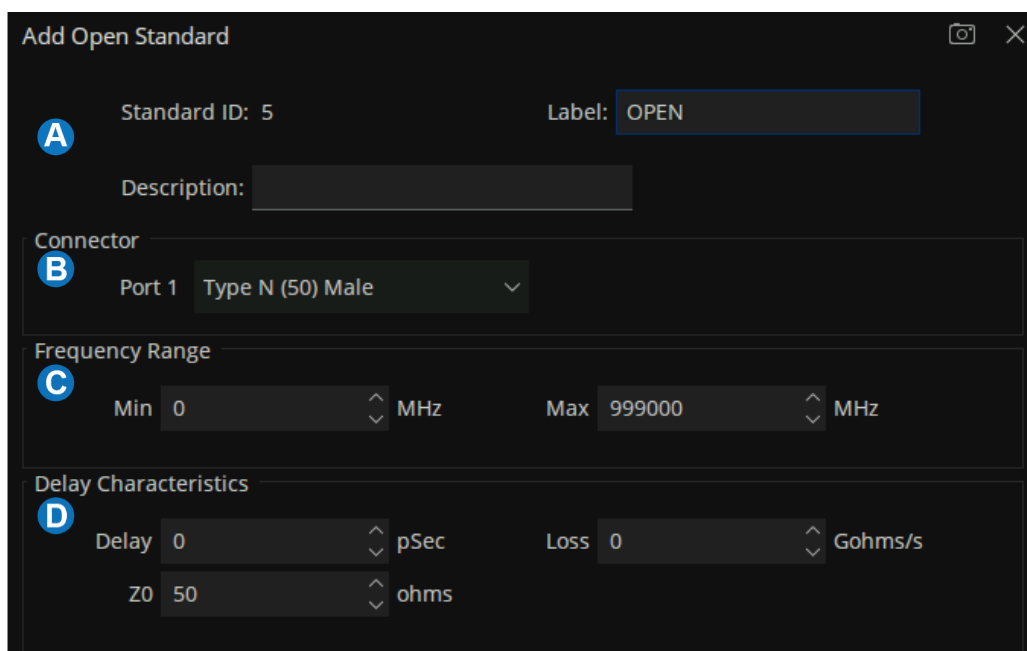 Add Open Standard
Standard ID: 5 Label: OPEN
A
Description:
Connector
B
Port 1 Type N (50) Male
Frequency Range
C
Min 0 MHz Max 999000 MHz
Delay Characteristics
D
Delay 0 pSec Loss 0 Gohms/s
Z0 50 ohms